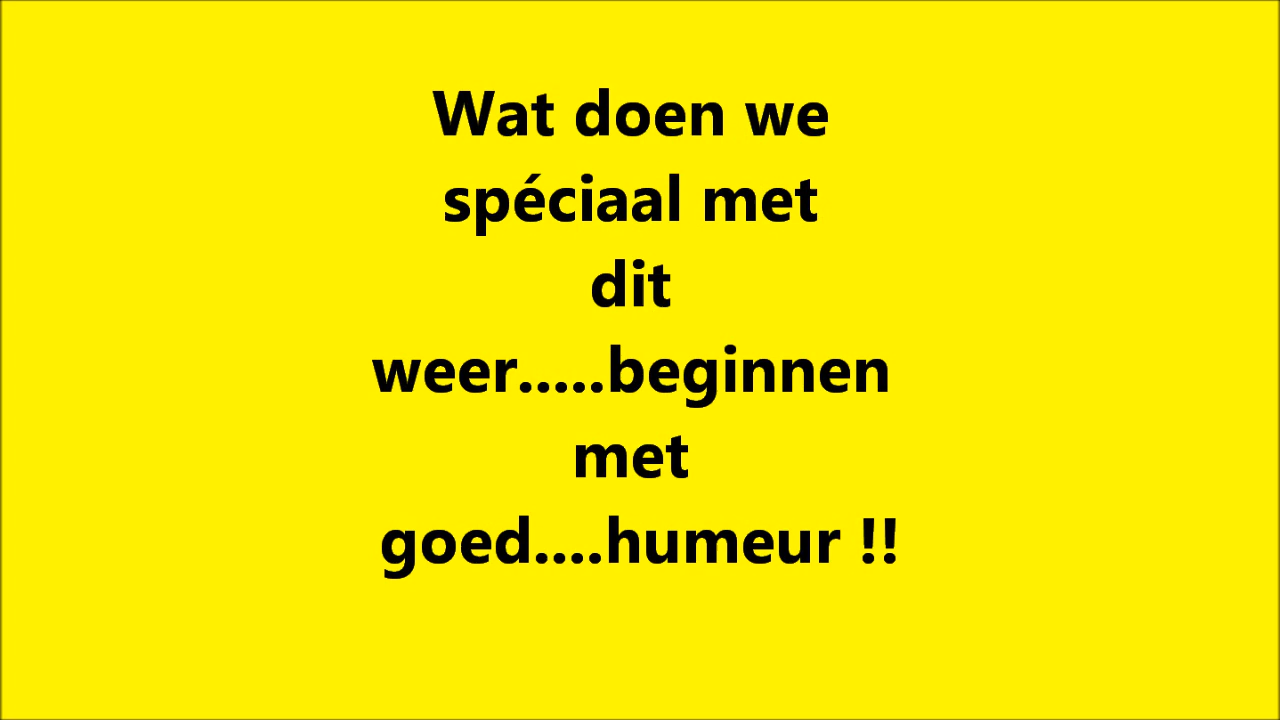 Wat doen we
spéciaal met
dit
weer.....beginnen
met
goed....humeur !!